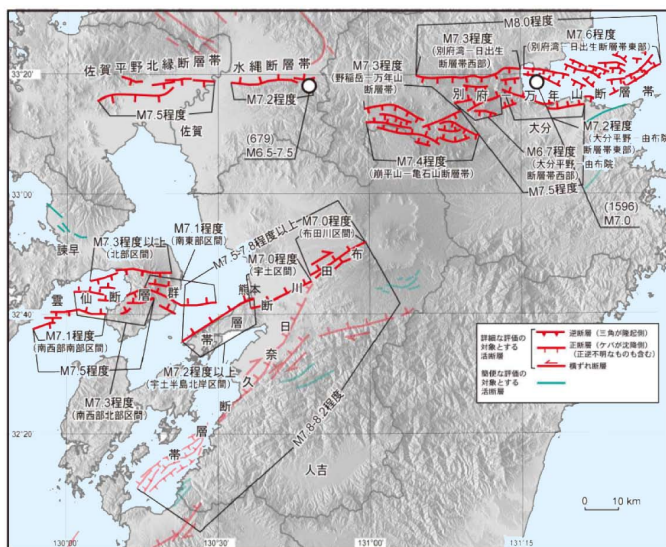 M8.0程度
M7.3程度
(別府湾一日出生断層帯西部)
M7.6程度
(別府湾一日出生断層帯東部)
M7.3程度
(野稲岳一万年山
断層帯)
佐賀平野北縁断層帯
水縄断層帯
33°20'
別府一万年山断層帯
M7.2程度
M7.5程度
佐賀
(679)
M6.5-7.5
大分
M7.2程度
(大分平野一由布院
断層帯東部)
M6.7程度
(大分平野一由布院
断層帯西部)
M7.4程度
(崩平山一亀石山断層帯)
M7.5程度
33°00'
(1596)
M7.0
M7.0程度
(布田川区間)
M7.1程度
(南東部区間)
M7.5-7.8程度以上
諫早
M7.3程度以上
(北部区間)
M7.0程度
(宇土区間)
雲仙断層群
熊本
布田川断層帯
32°40'
M7.1程度
(南西部南部区間)
M7.5程度
M7.2程度以上
(宇土半島北岸区間)
M7.3程度
(南西部北部区間)
日奈久断層帯
M7.8-8.2程度
32°20'
人吉
詳細な評価の
対象とする
活断層
逆断層(三角が隆起側)
正断層(ケバが沈降側)
(正逆不明なものも含む)
横ずれ断層
簡便な評価の
対象とする
活断層
0 10 km
130°00'
130°30'
131°00'
131°15'